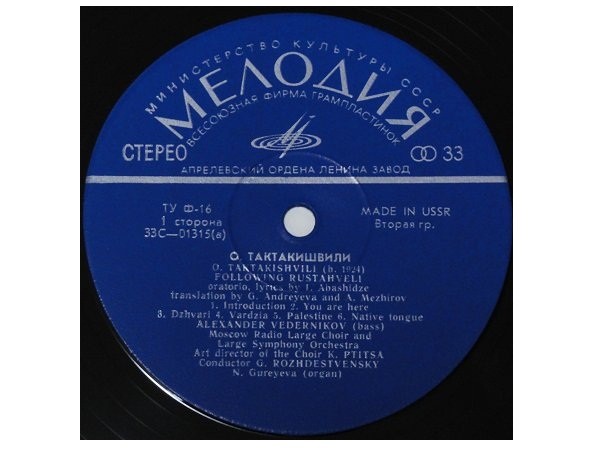 МИНИСТЕРСТВО КУЛЬТУРЫ СССР
МЕЛОДИЯ
ВСЕСОЮЗНАЯ ФИРМА ГРАМПЛАСТИНОК
СТЕРЕО
33
АПРЕЛЕВСКИЙ ОРДЕНА ЛЕНИНА ЗАВОД
ТУ Ф-16
MADE IN USSR
1 сторона
Вторая гр.
33С—01315(а)
О. ТАКТАКИШВИЛИ
O. TAKTAKISHVILI (b. 1924)
FOLLOWING RUSTAHVELI
oratorio, lyrics by I. Abashidze
translation by G. Andreyeva and A. Mezhirov
1. Introduction 2. You are here
3. Dzhvari 4. Vardzia 5. Palestine 6. Native tongue
ALEXANDER VEDERNIKOV (bass)
Moscow Radio Large Choir and
Large Symphony Orchestra
Art director of the Choir K. PTITSA
Conductor G. ROZHDESTVENSKY
N. Gureyeva (organ)